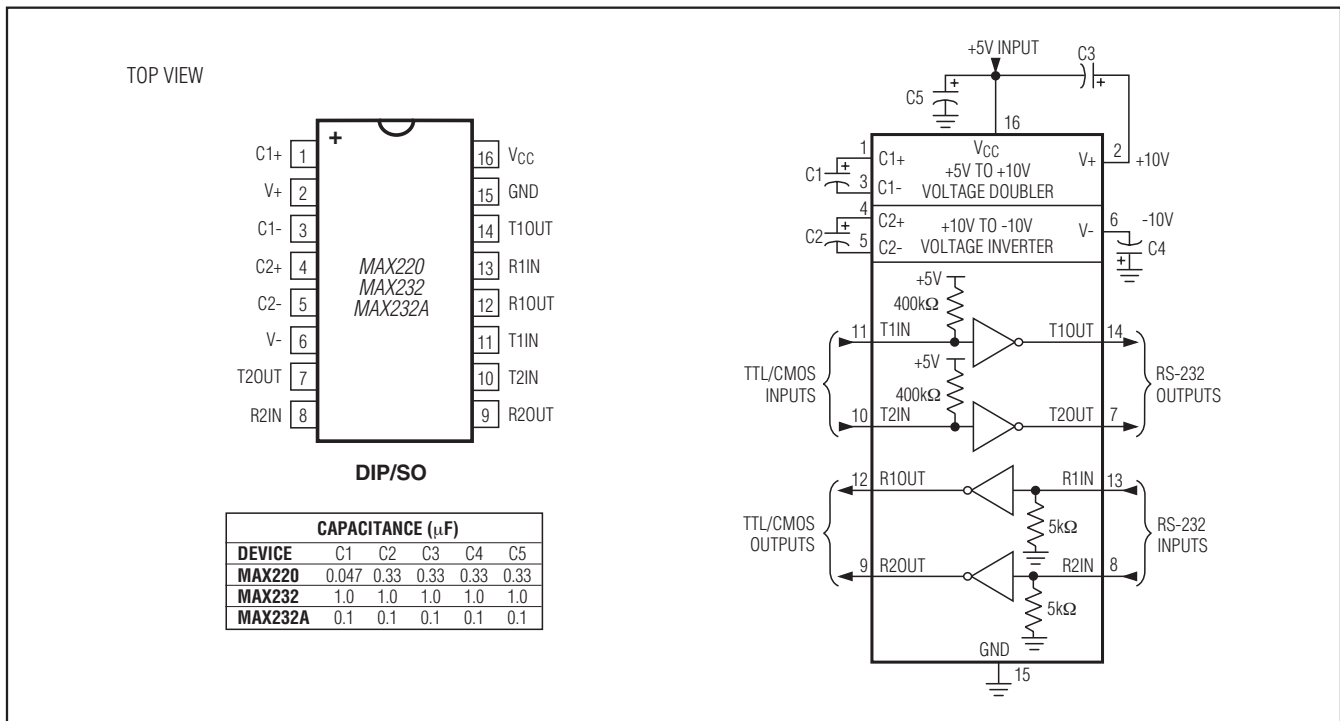 TOP VIEW
+
C1+ 1
V+ 2
C1- 3
C2+ 4
C2- 5
V- 6
T2OUT 7
R2IN 8
MAX220
MAX232
MAX232A
16 VCC
15 GND
14 T1OUT
13 R1IN
12 R1OUT
11 T1IN
10 T2IN
9 R2OUT
DIP/SO
CAPACITANCE (μF)
DEVICE C1 C2 C3 C4 C5
MAX220 0.047 0.33 0.33 0.33 0.33
MAX232 1.0 1.0 1.0 1.0 1.0
MAX232A 0.1 0.1 0.1 0.1 0.1
+5V INPUT
C3
+
+
C5
16
1
C1+
C1
+
3
C1-
VCC
+5V TO +10V
VOLTAGE DOUBLER
V+
2
+10V
4
C2+
C2
+
5
C2-
+10V TO -10V
VOLTAGE INVERTER
V-
6
-10V
C4
+
+5V
400kΩ
11 T1IN
T1OUT 14
+5V
400kΩ
TTL/CMOS
INPUTS
RS-232
OUTPUTS
10 T2IN
T2OUT 7
12 R1OUT
R1IN 13
5kΩ
TTL/CMOS
OUTPUTS
RS-232
INPUTS
9 R2OUT
R2IN 8
5kΩ
GND
15